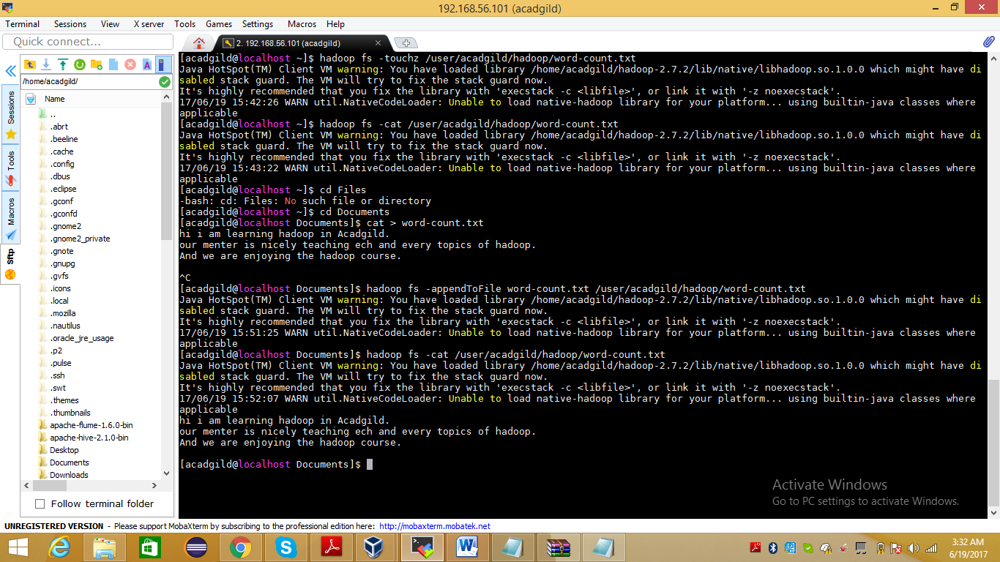 192.168.56.101 (acadgild)
Terminal Sessions View X server Tools Games Settings Macros Help
Quick connect...
2. 192.168.56.101 (acadgild)
/home/acadgild/
Name
..
.abrt
.beeline
.cache
.config
.dbus
.eclipse
.gconf
.gconfd
.gnome2
.gnome2_private
.gnote
.gnupg
.gvfs
.icons
.local
.mozilla
.nautilus
.oracle_jre_usage
.p2
.pulse
.ssh
.swt
.themes
.thumbnails
apache-flume-1.6.0-bin
apache-hive-2.1.0-bin
Desktop
Documents
Downloads
Follow terminal folder
Sessions
Tools
Macros
Sftp
[acadgild@localhost ~]$ hadoop fs -touchz /user/acadgild/hadoop/word-count.txt
Java HotSpot(TM) Client VM warning: You have loaded library /home/acadgild/hadoop-2.7.2/lib/native/libhadoop.so.1.0.0 which might have di
sabled stack guard. The VM will try to fix the stack guard now.
It's highly recommended that you fix the library with 'execstack -c <libfile>', or link it with '-z noexecstack'.
17/06/19 15:42:26 WARN util.NativeCodeLoader: Unable to load native-hadoop library for your platform... using builtin-java classes where
applicable
[acadgild@localhost ~]$ hadoop fs -cat /user/acadgild/hadoop/word-count.txt
Java HotSpot(TM) Client VM warning: You have loaded library /home/acadgild/hadoop-2.7.2/lib/native/libhadoop.so.1.0.0 which might have di
sabled stack guard. The VM will try to fix the stack guard now.
It's highly recommended that you fix the library with 'execstack -c <libfile>', or link it with '-z noexecstack'.
17/06/19 15:43:22 WARN util.NativeCodeLoader: Unable to load native-hadoop library for your platform... using builtin-java classes where
applicable
[acadgild@localhost ~]$ cd Files
-bash: cd: Files: No such file or directory
[acadgild@localhost ~]$ cd Documents
[acadgild@localhost Documents]$ cat > word-count.txt
hi i am learning hadoop in Acadgild.
our menter is nicely teaching ech and every topics of hadoop.
And we are enjoying the hadoop course.
^C
[acadgild@localhost Documents]$ hadoop fs -appendToFile word-count.txt /user/acadgild/hadoop/word-count.txt
Java HotSpot(TM) Client VM warning: You have loaded library /home/acadgild/hadoop-2.7.2/lib/native/libhadoop.so.1.0.0 which might have di
sabled stack guard. The VM will try to fix the stack guard now.
It's highly recommended that you fix the library with 'execstack -c <libfile>', or link it with '-z noexecstack'.
17/06/19 15:51:25 WARN util.NativeCodeLoader: Unable to load native-hadoop library for your platform... using builtin-java classes where
applicable
[acadgild@localhost Documents]$ hadoop fs -cat /user/acadgild/hadoop/word-count.txt
Java HotSpot(TM) Client VM warning: You have loaded library /home/acadgild/hadoop-2.7.2/lib/native/libhadoop.so.1.0.0 which might have di
sabled stack guard. The VM will try to fix the stack guard now.
It's highly recommended that you fix the library with 'execstack -c <libfile>', or link it with '-z noexecstack'.
17/06/19 15:52:07 WARN util.NativeCodeLoader: Unable to load native-hadoop library for your platform... using builtin-java classes where
applicable
hi i am learning hadoop in Acadgild.
our menter is nicely teaching ech and every topics of hadoop.
And we are enjoying the hadoop course.
[acadgild@localhost Documents]$
Activate Windows
Go to PC settings to activate Windows.
UNREGISTERED VERSION - Please support MobaXterm by subscribing to the professional edition here: http://mobaxterm.mobatek.net
3:32 AM
6/19/2017